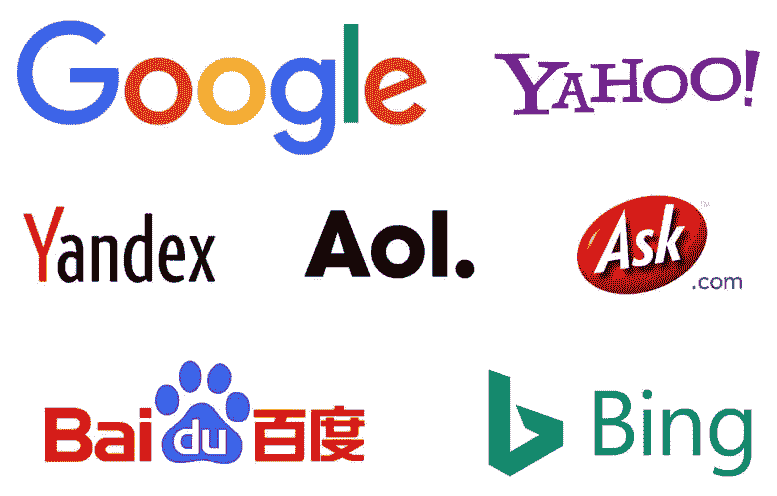 Google
YAHOO!
Yandex
Aol.
Ask
.com
Baidu百度
Bing